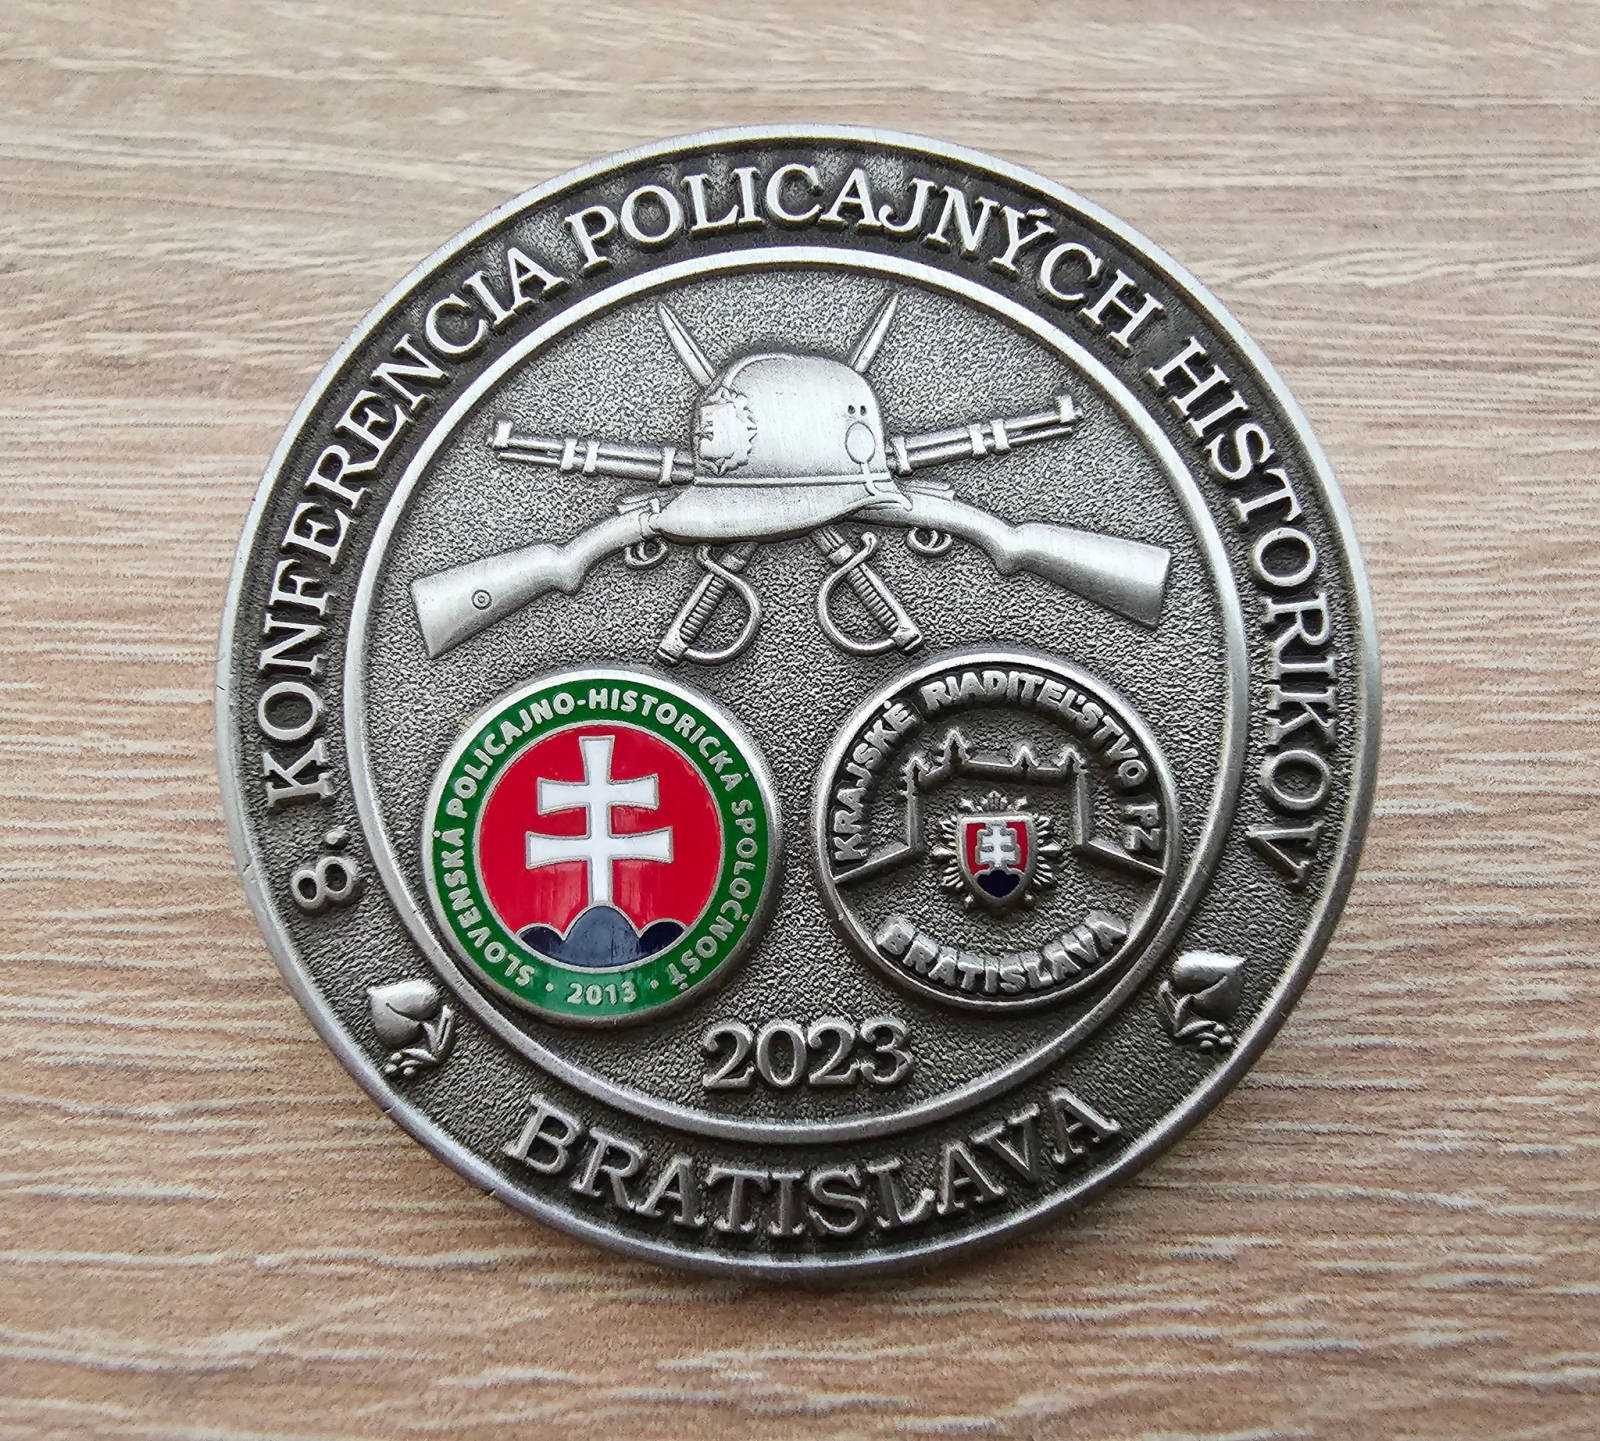 8. KONFERENCIA POLICAJNÝCH HISTORIKOV
SLOVENSKÁ POLICAJNO-HISTORICKÁ SPOLOČNOSŤ
· 2013 ·
KRAJSKÉ RIADITEĽSTVO PZ
BRATISLAVA
2023
BRATISLAVA